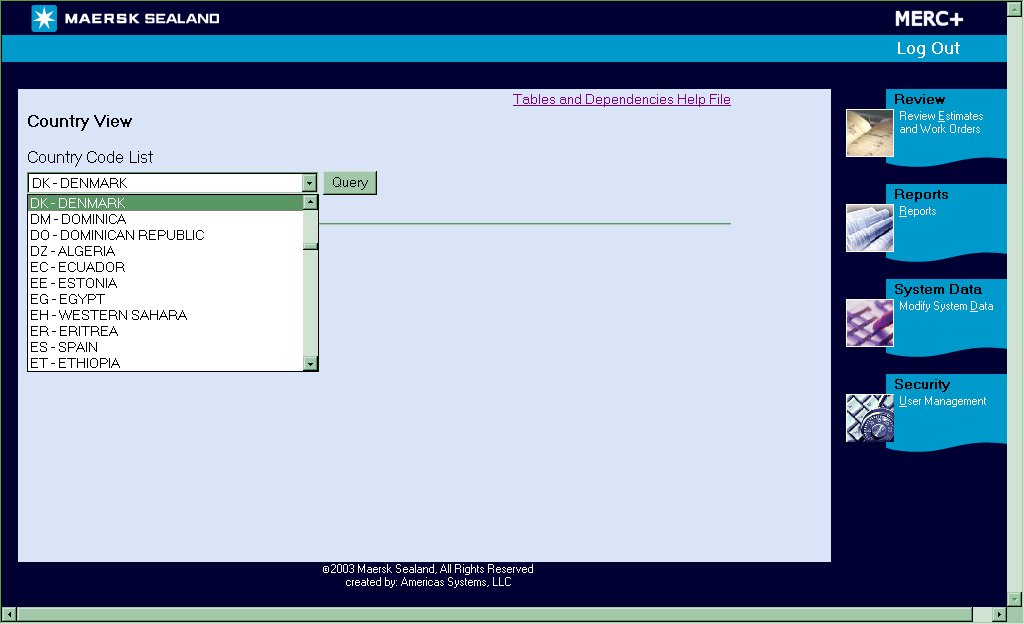 MAERSK SEALAND
MERC+
Log Out
Tables and Dependencies Help File
Country View
Country Code List
DK - DENMARK
Query
DK - DENMARK
DM - DOMINICA
DO - DOMINICAN REPUBLIC
DZ - ALGERIA
EC - ECUADOR
EE - ESTONIA
EG - EGYPT
EH - WESTERN SAHARA
ER - ERITREA
ES - SPAIN
ET - ETHIOPIA
Review
Review Estimates
and Work Orders
Reports
Reports
System Data
Modify System Data
Security
User Management
©2003 Maersk Sealand, All Rights Reserved
created by: Americas Systems, LLC